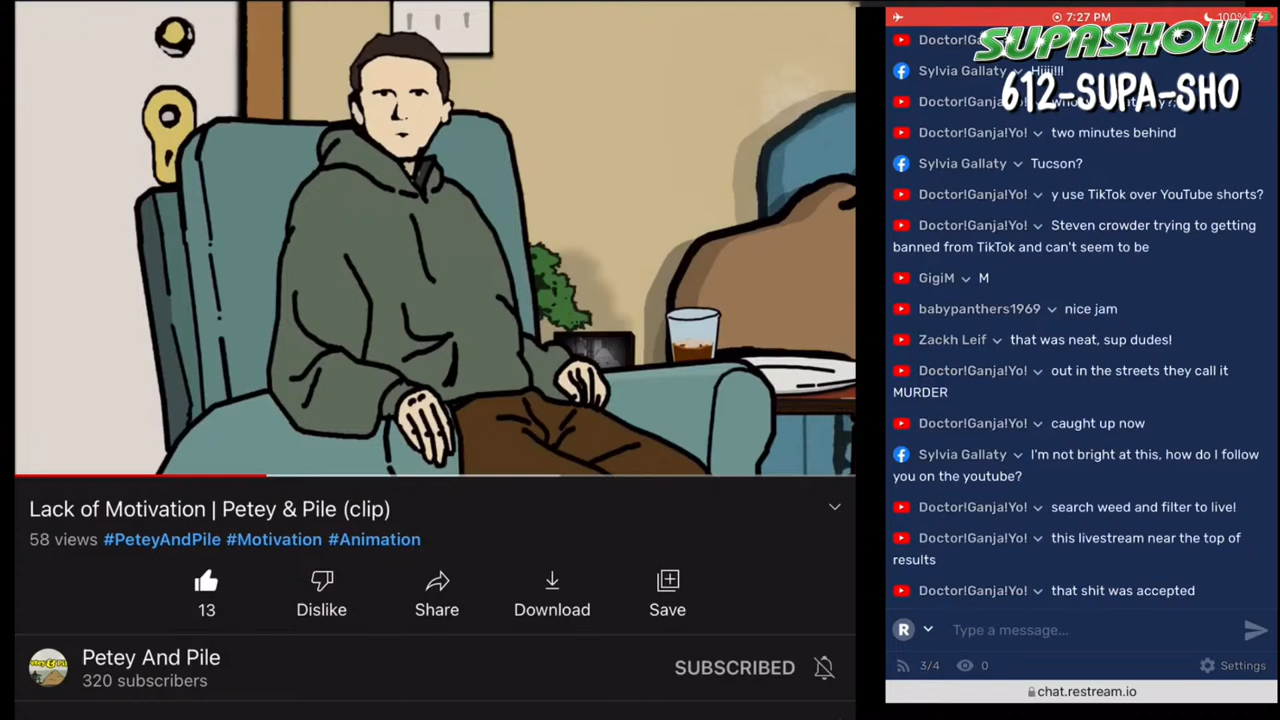 Lack of Motivation | Petey & Pile (clip)
58 views #PeteyAndPile #Motivation #Animation
13
Dislike
Share
Download
Save
Petey And Pile
320 subscribers
SUBSCRIBED
7:27 PM
100%
SUPASHOW
612-SUPA-SHO
Sylvia Gallaty Hijii!!!
Doctor!Ganja!Yo! two minutes behind
Sylvia Gallaty Tucson?
Doctor!Ganja!Yo! y use TikTok over YouTube shorts?
Doctor!Ganja!Yo! Steven crowder trying to getting
banned from TikTok and can't seem to be
GigiM M
babypanthers1969 nice jam
Zackh Leif that was neat, sup dudes!
Doctor!Ganja!Yo! out in the streets they call it
MURDER
Doctor!Ganja!Yo! caught up now
Sylvia Gallaty I'm not bright at this, how do I follow
you on the youtube?
Doctor!Ganja!Yo! search weed and filter to live!
Doctor!Ganja!Yo! this livestream near the top of
results
Doctor!Ganja!Yo! that shit was accepted
R Type a message...
3/4 0 Settings
chat.restream.io